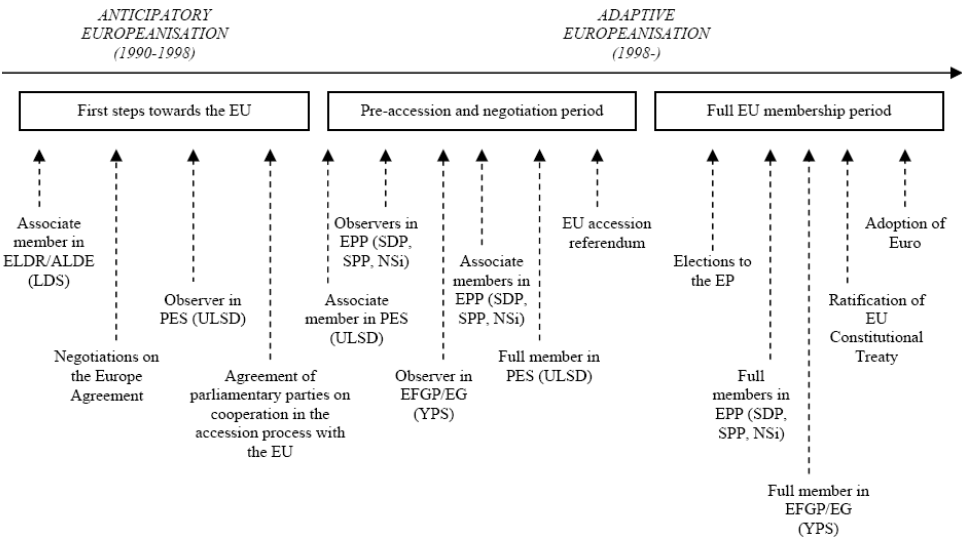 ANTICIPATORY
EUROPEANISATION
(1990-1998)
ADAPTIVE
EUROPEANISATION
(1998-)
First steps towards the EU
Pre-accession and negotiation period
Full EU membership period
Associate
member in
ELDR/ALDE
(LDS)
Negotiations on
the Europe
Agreement
Observer in
PES (ULSD)
Agreement of
parliamentary parties on
cooperation in the
accession process with
the EU
Associate
member in PES
(ULSD)
Observers in
EPP (SDP,
SPP, NSi)
Observer in
EFGP/EG
(YPS)
Associate
members in
EPP (SDP,
SPP, NSi)
Full member in
PES (ULSD)
EU accession
referendum
Elections to
the EP
Full
members in
EPP (SDP,
SPP, NSi)
Full member in
EFGP/EG
(YPS)
Ratification of
EU
Constitutional
Treaty
Adoption of
Euro